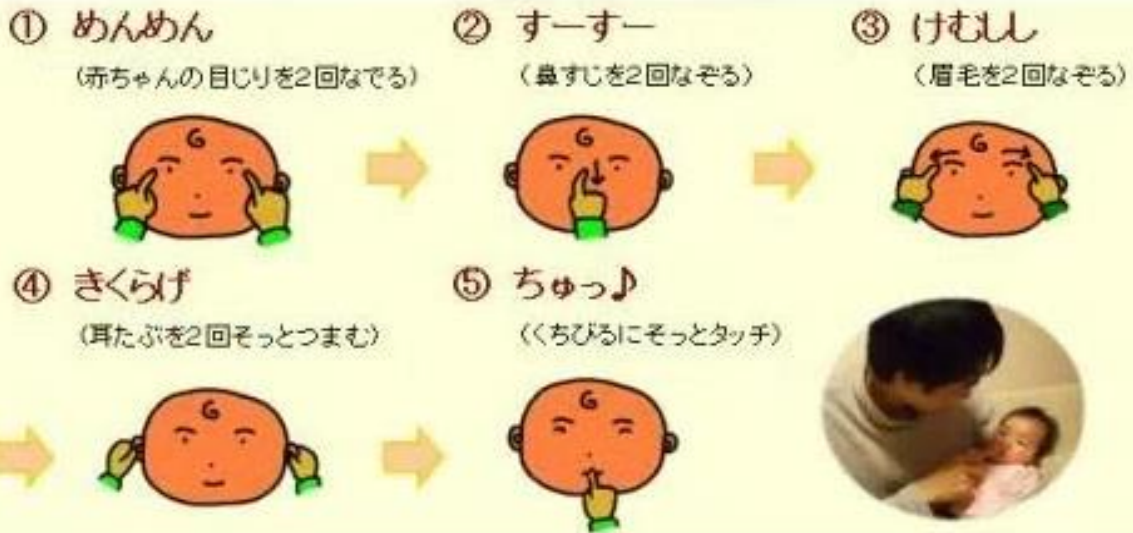 ① めんめん
(赤ちゃんの目じりを2回なでる)
② すーすー
(鼻すじを2回なぞる)
③ けむしし
(眉毛を2回なぞる)
④ きくらげ
(耳たぶを2回そっとつまむ)
⑤ ちゅっ♪
(くちびるにそっとタッチ)